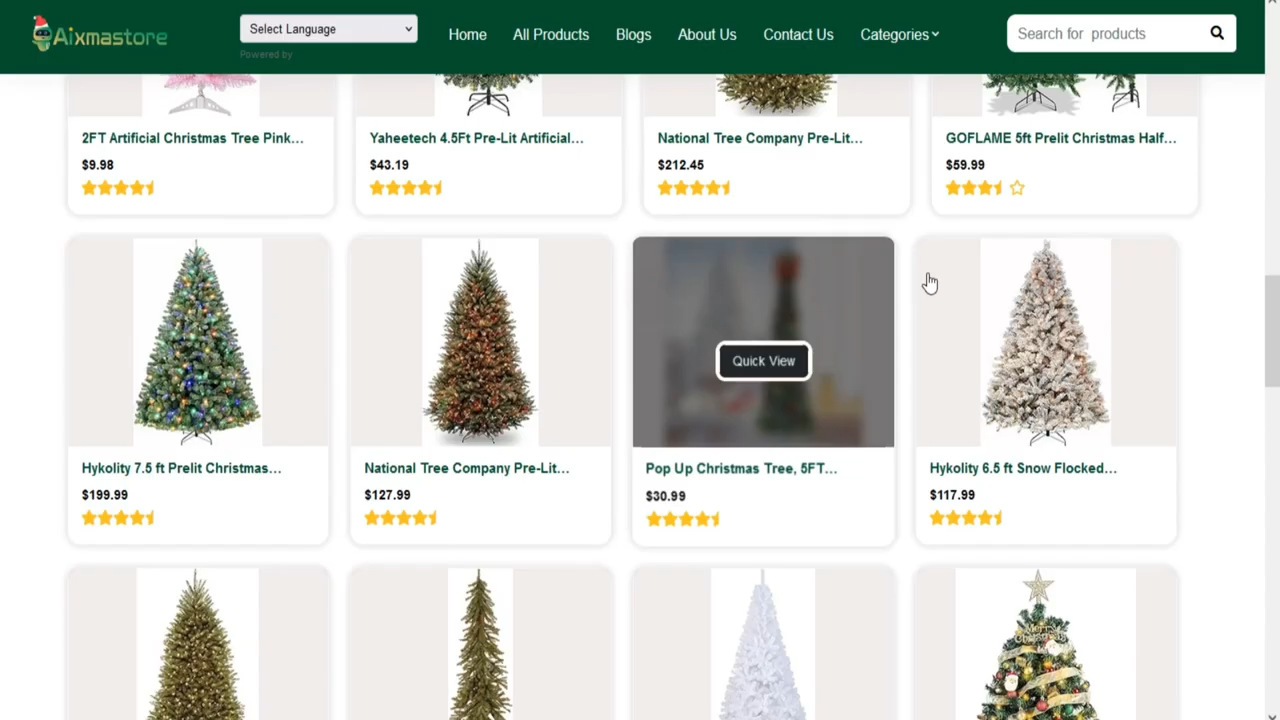 Aixmastore
Select Language
Powered by
Home
All Products
Blogs
About Us
Contact Us
Categories
Search for products
2FT Artificial Christmas Tree Pink...
$9.98
Yaheetech 4.5Ft Pre-Lit Artificial...
$43.19
National Tree Company Pre-Lit...
$212.45
GOFLAME 5ft Prelit Christmas Half...
$59.99
Hykolity 7.5 ft Prelit Christmas...
$199.99
National Tree Company Pre-Lit...
$127.99
Quick View
Pop Up Christmas Tree, 5FT...
$30.99
Hykolity 6.5 ft Snow Flocked...
$117.99